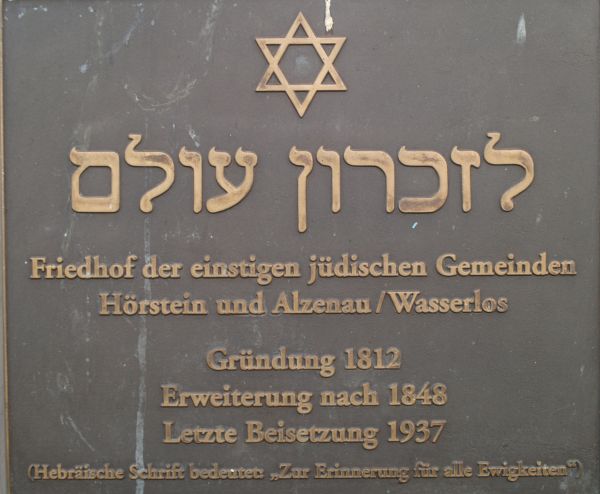 לזכרון עולם
Friedhof der einstigen jüdischen Gemeinden
Hörstein und Alzenau/Wasserlos
Gründung 1812
Erweiterung nach 1848
Letzte Beisetzung 1937
(Hebräische Schrift bedeutet: „Zur Erinnerung für alle Ewigkeiten“)